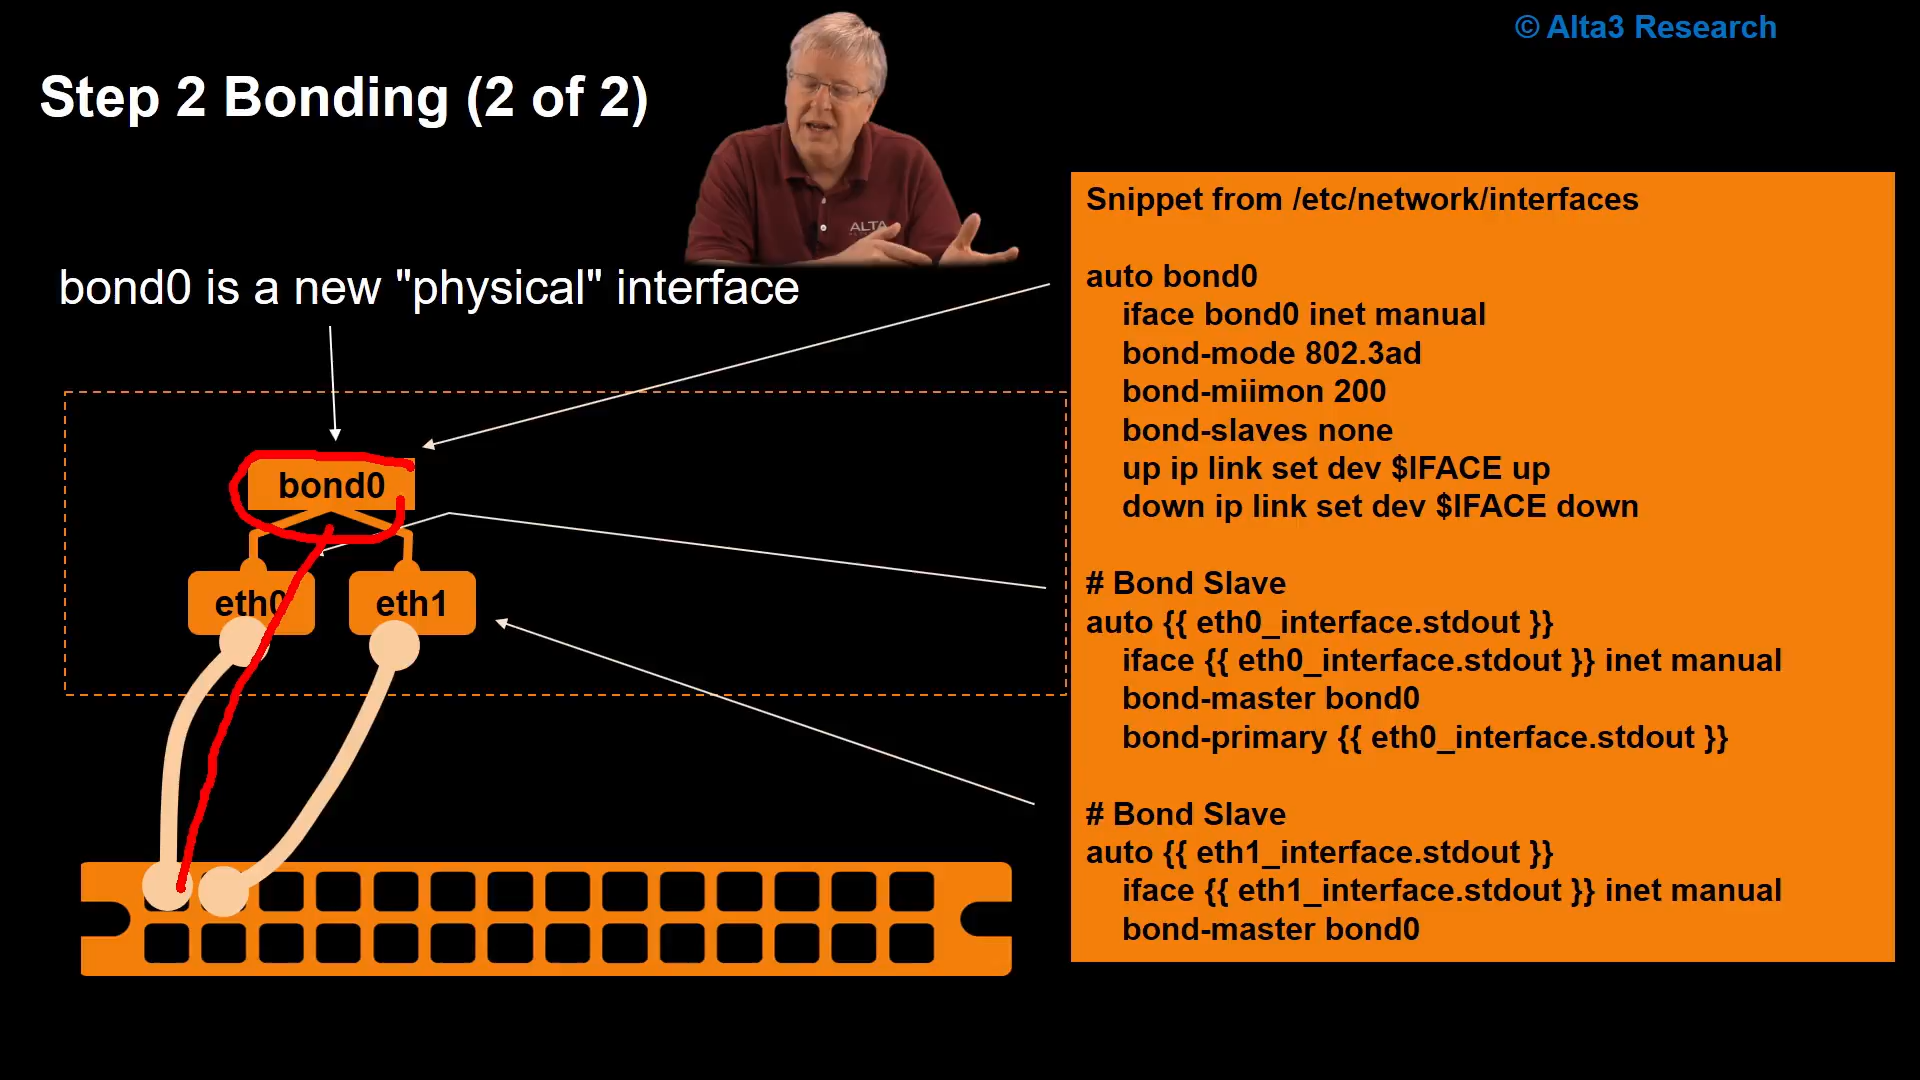 © Alta3 Research
Step 2 Bonding (2 of 2)
ALTA
bond0 is a new "physical" interface
bond0
eth0
eth1
Snippet from /etc/network/interfaces
auto bond0
iface bond0 inet manual
bond-mode 802.3ad
bond-miimon 200
bond-slaves none
up ip link set dev $IFACE up
down ip link set dev $IFACE down
# Bond Slave
auto {{ eth0_interface.stdout }}
iface {{ eth0_interface.stdout }} inet manual
bond-master bond0
bond-primary {{ eth0_interface.stdout }}
# Bond Slave
auto {{ eth1_interface.stdout }}
iface {{ eth1_interface.stdout }} inet manual
bond-master bond0